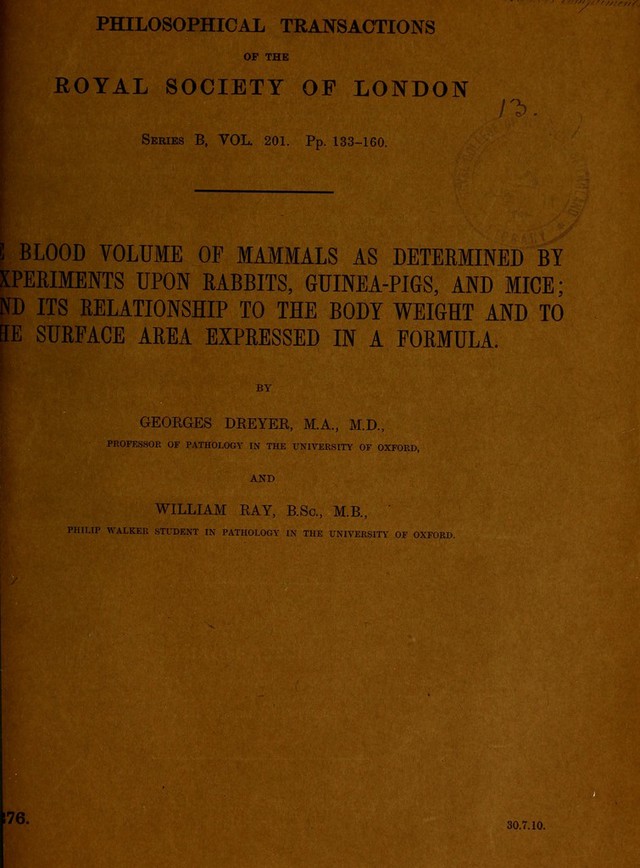 PHILOSOPHICAL TRANSACTIONS
OF THE
ROYAL SOCIETY OF LONDON
13.
SERIES B, VOL. 201. Pp. 133-160.
BLOOD VOLUME OF MAMMALS AS DETERMINED BY
XPERIMENTS UPON RABBITS, GUINEA-PIGS, AND MICE;
ND ITS RELATIONSHIP TO THE BODY WEIGHT AND TO
HE SURFACE AREA EXPRESSED IN A FORMULA.
BY
GEORGES DREYER, M.A., M.D.,
PROFESSOR OF PATHOLOGY IN THE UNIVERSITY OF OXFORD,
AND
WILLIAM RAY, B.Sc., M.B.,
PHILIP WALKER STUDENT IN PATHOLOGY IN THE UNIVERSITY OF OXFORD.
76.
30.7.10.